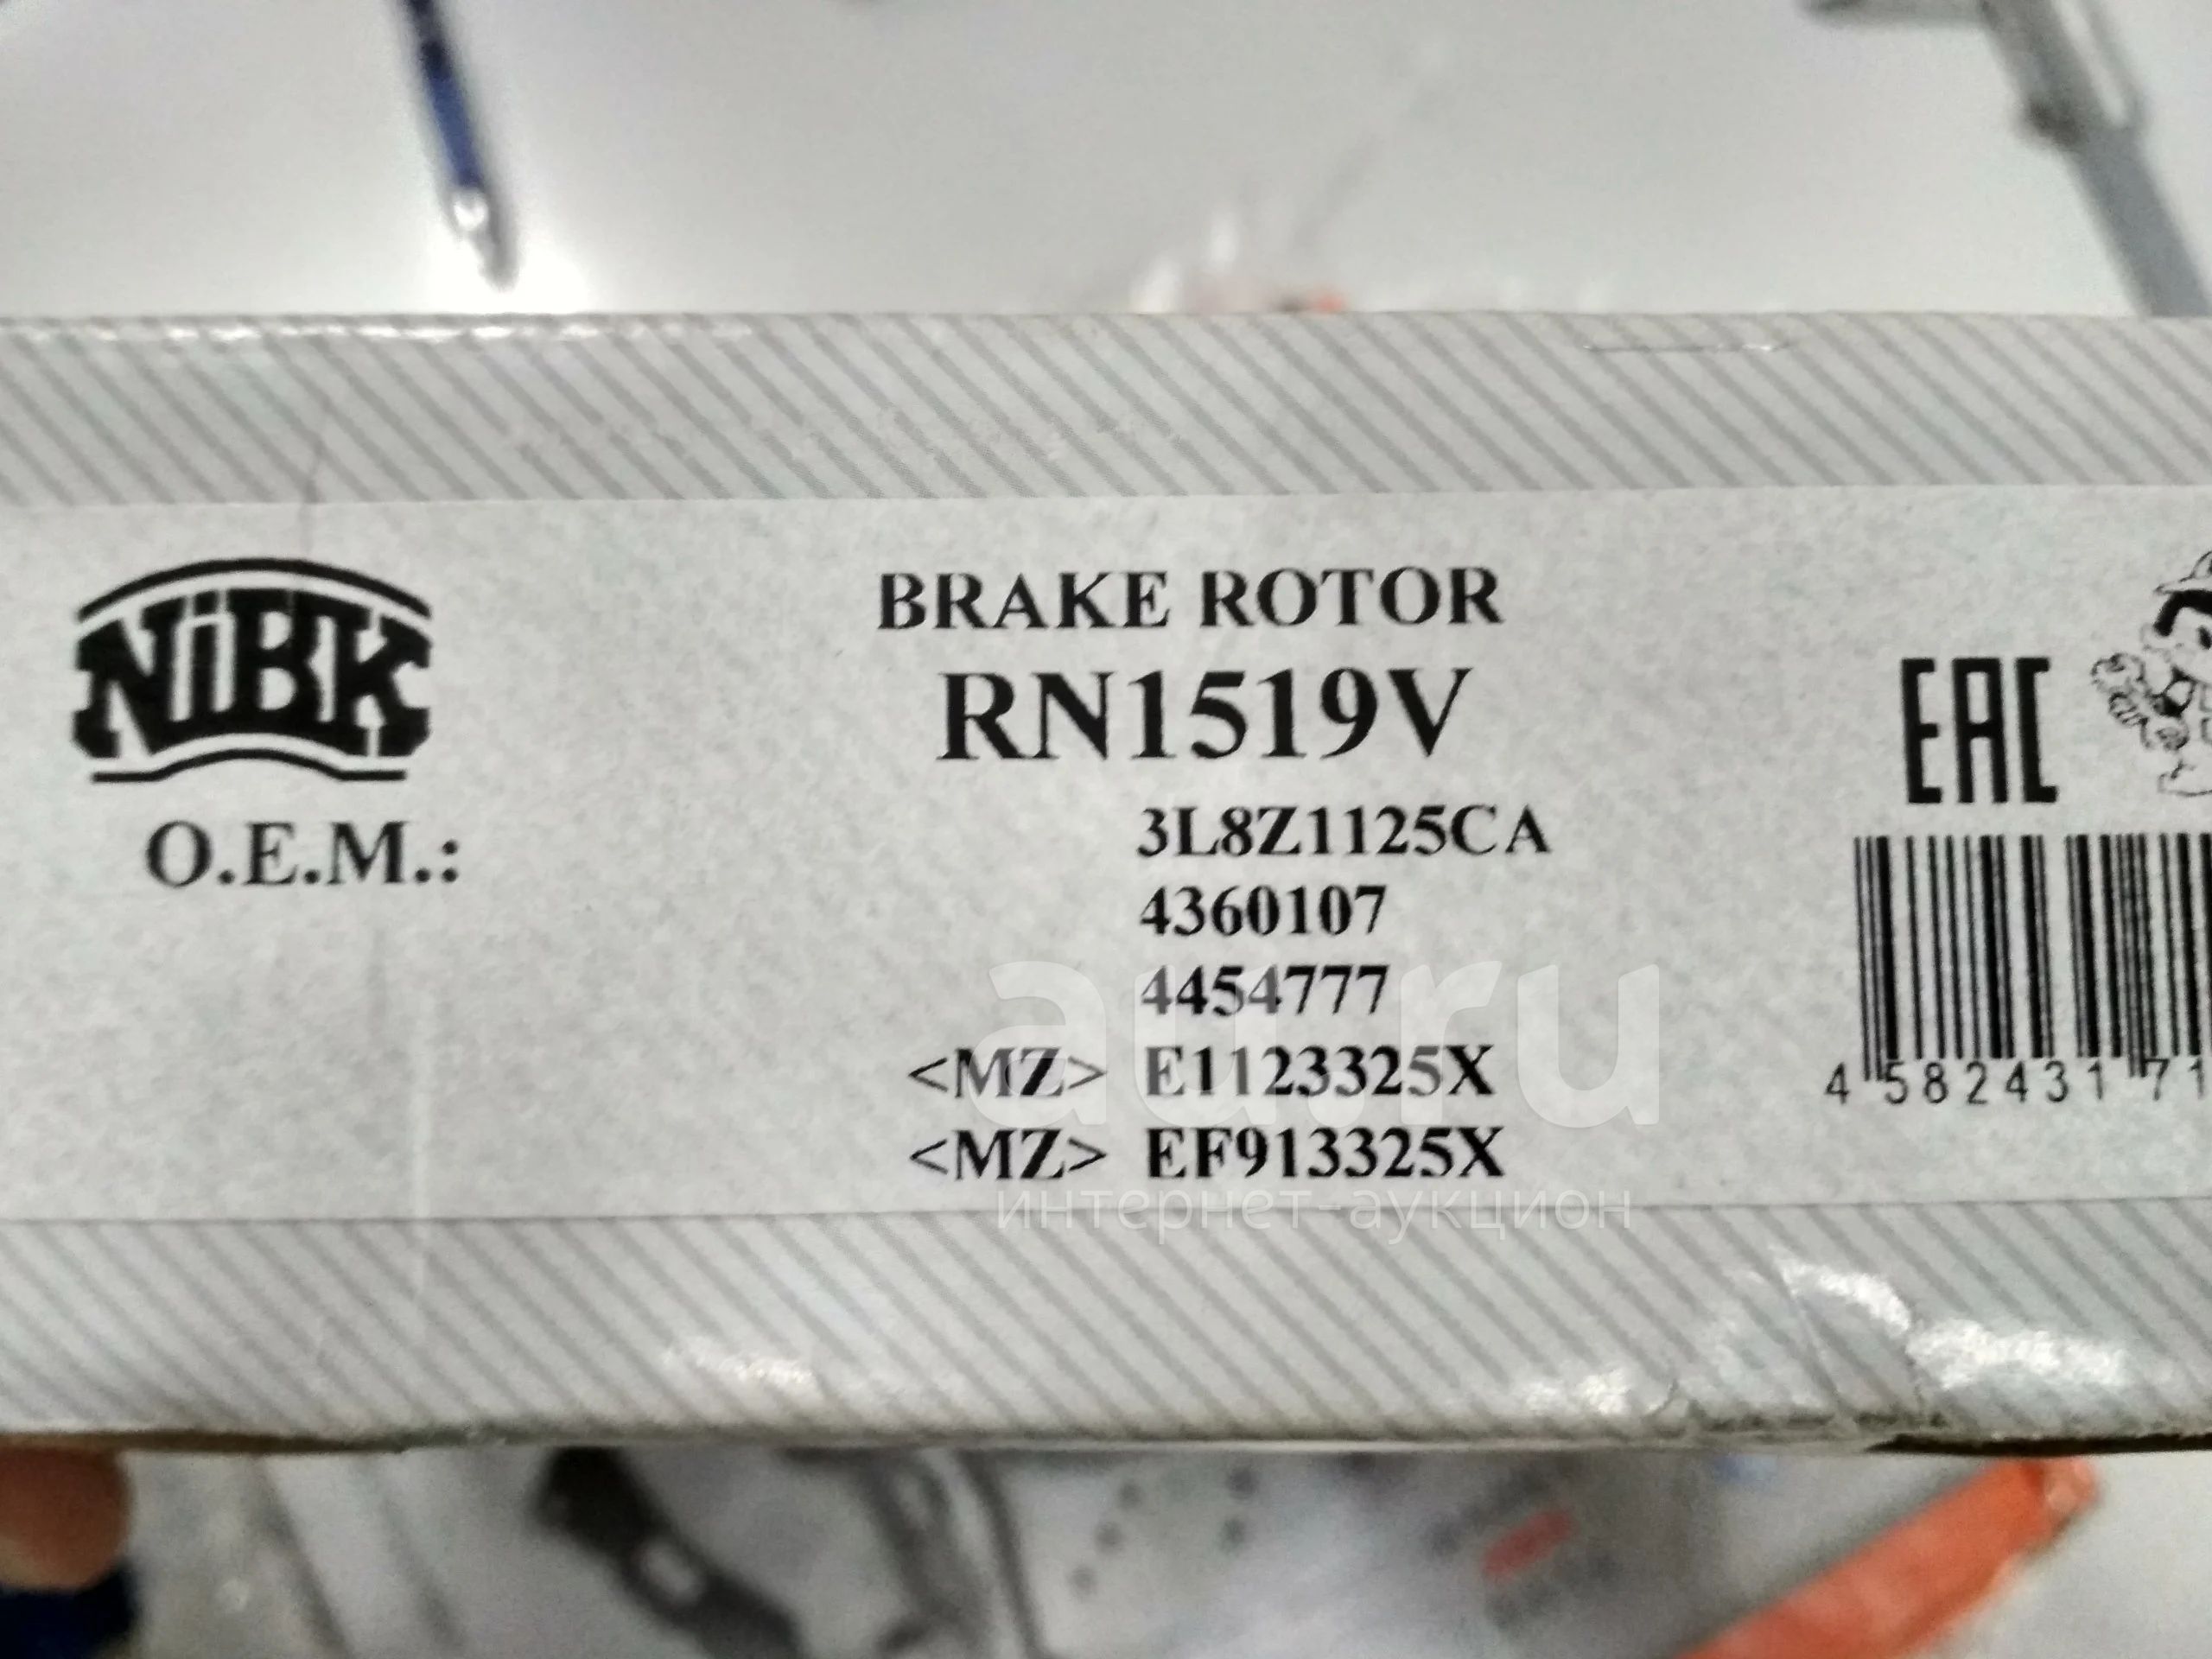 NiBK
BRAKE ROTOR
RN1519V
EAC
O.E.M.:
3L8Z1125CA
4360107
4454777
<MZ> E1123325X
<MZ> EF913325X
4 582431 71
au.ru
интернет-аукцион